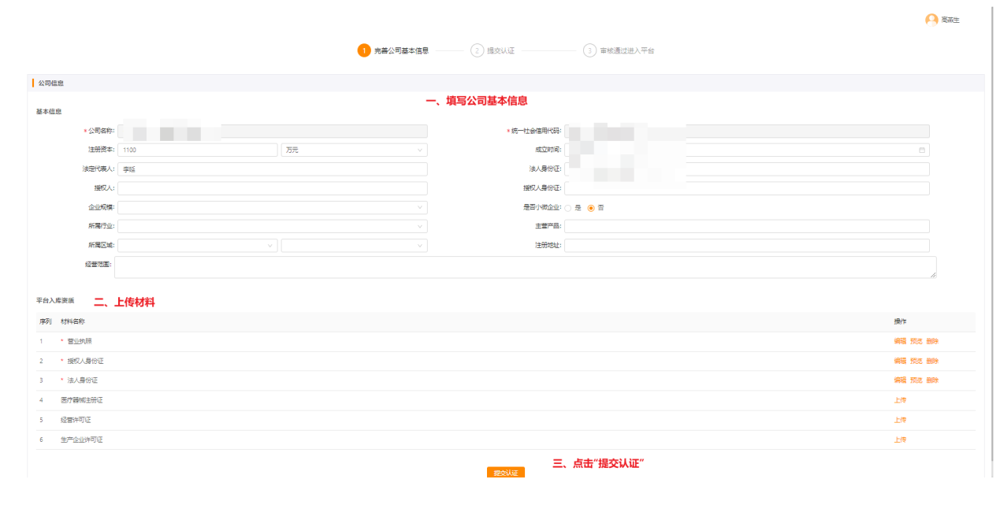 高燕生
1 完善公司基本信息 2 提交认证 3 审核通过进入平台
公司信息
一、填写公司基本信息
基本信息
* 公司名称: * 统一社会信用代码:
注册资本: 1100 万元 成立时间:
法定代表人: 李延 法人身份证:
授权人: 授权人身份证:
企业规模: 是否小微企业: 是 否
所属行业: 主营产品:
所属区域: 注册地址:
经营范围:
平台入库资质 二、上传材料
序列 材料名称 操作
1 * 营业执照 编辑 预览 删除
2 * 授权人身份证 编辑 预览 删除
3 * 法人身份证 编辑 预览 删除
4 医疗器械注册证 上传
5 经营许可证 上传
6 生产企业许可证 上传
三、点击“提交认证”
提交认证